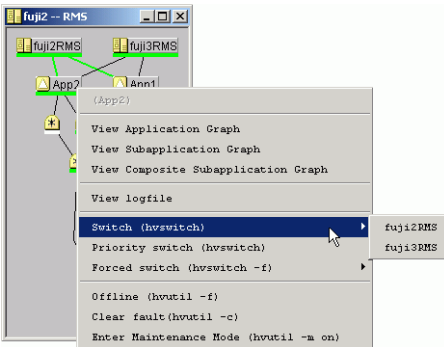 fuji2 -- RMS
fuji2RMS
fuji3RMS
App2
App1
(App2)
View Application Graph
View Subapplication Graph
View Composite Subapplication Graph
View logfile
Switch (hvswitch)
fuji2RMS
Priority switch (hvswitch)
fuji3RMS
Forced switch (hvswitch -f)
Offline (hvutil -f)
Clear fault(hvutil -c)
Enter Maintenance Mode (hvutil -m on)